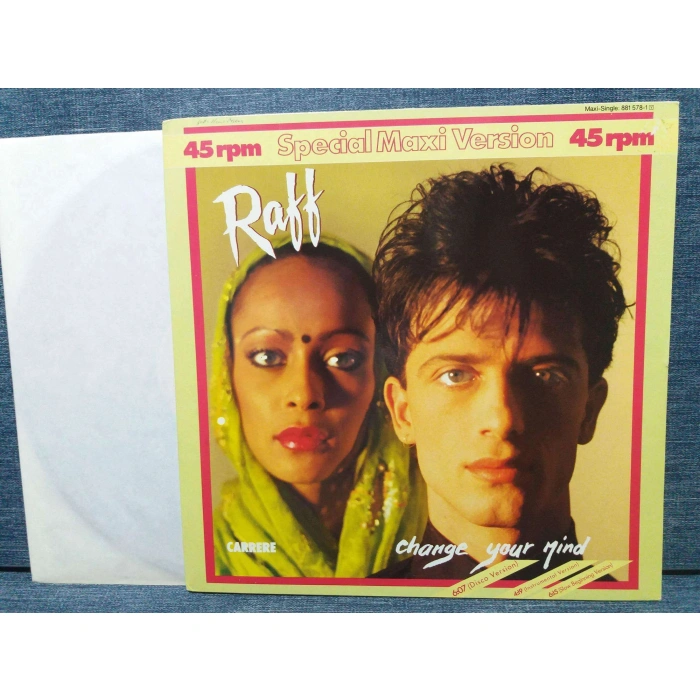 Maxi-Single: 881 578-1
45 rpm Special Maxi Version 45 rpm
Raff
CARRERE
change your mind
6:07 (Disco Version)
4:19 (Instrumental Version)
6:15 (Slow Beginning Version)